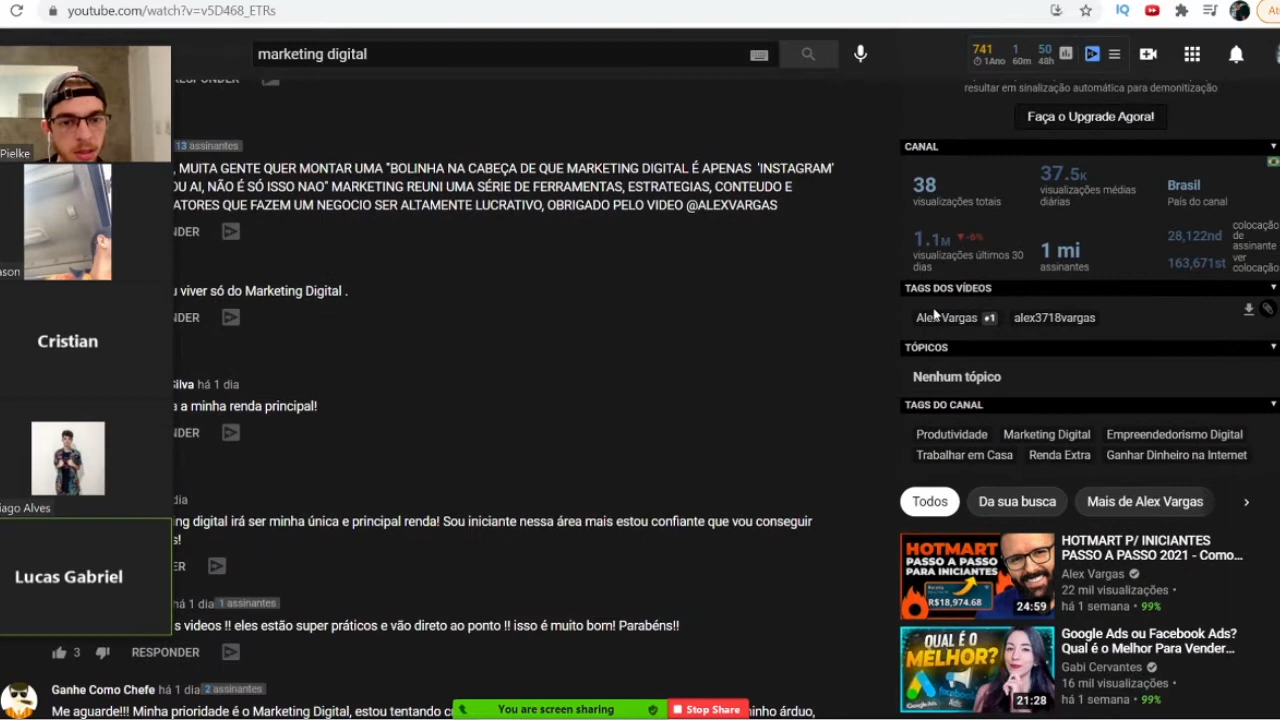 youtube.com/watch?v=v5D468_ETRs
marketing digital
741 1 50
1Ano 60m 48h
RESPONDER
resultar em sinalização automática para demonitização
Faça o Upgrade Agora!
Pielke
13 assinantes
, MUITA GENTE QUER MONTAR UMA "BOLINHA NA CABEÇA DE QUE MARKETING DIGITAL É APENAS 'INSTAGRAM'
OU AI, NÃO É SÓ ISSO NAO" MARKETING REUNI UMA SÉRIE DE FERRAMENTAS, ESTRATEGIAS, CONTEUDO E
ATORES QUE FAZEM UM NEGOCIO SER ALTAMENTE LUCRATIVO, OBRIGADO PELO VIDEO @ALEXVARGAS
NDER
ason
u viver só do Marketing Digital .
NDER
Cristian
Silva há 1 dia
a a minha renda principal!
NDER
iago Alves
dia
ng digital irá ser minha única e principal renda! Sou iniciante nessa área mais estou confiante que vou conseguir
s!
ER
Lucas Gabriel
há 1 dia 1 assinantes
s videos !! eles estão super práticos e vão direto ao ponto !! isso é muito bom! Parabéns!!
3 RESPONDER
Ganhe Como Chefe há 1 dia 2 assinantes
Me aguarde!!! Minha prioridade é o Marketing Digital, estou tentando
minho árduo,
You are screen sharing Stop Share
CANAL
38 visualizações totais
37.5K visualizações médias diárias
Brasil
País do canal
1.1M -6%
visualizações últimos 30 dias
1 mi
assinantes
28,122nd colocação de assinante
163,671st ver colocação
TAGS DOS VÍDEOS
Alex Vargas #1 alex3718vargas
TÓPICOS
Nenhum tópico
TAGS DO CANAL
Produtividade Marketing Digital Empreendedorismo Digital
Trabalhar em Casa Renda Extra Ganhar Dinheiro na Internet
Todos Da sua busca Mais de Alex Vargas
HOTMART
PASSO A PASSO
PARA INICIANTES
R$18,974.68
24:59
HOTMART P/ INICIANTES
PASSO A PASSO 2021 - Como...
Alex Vargas
22 mil visualizações •
há 1 semana • 99%
QUAL É O
MELHOR?
21:28
Google Ads ou Facebook Ads?
Qual é o Melhor Para Vender...
Gabi Cervantes
16 mil visualizações •
há 1 semana • 99%